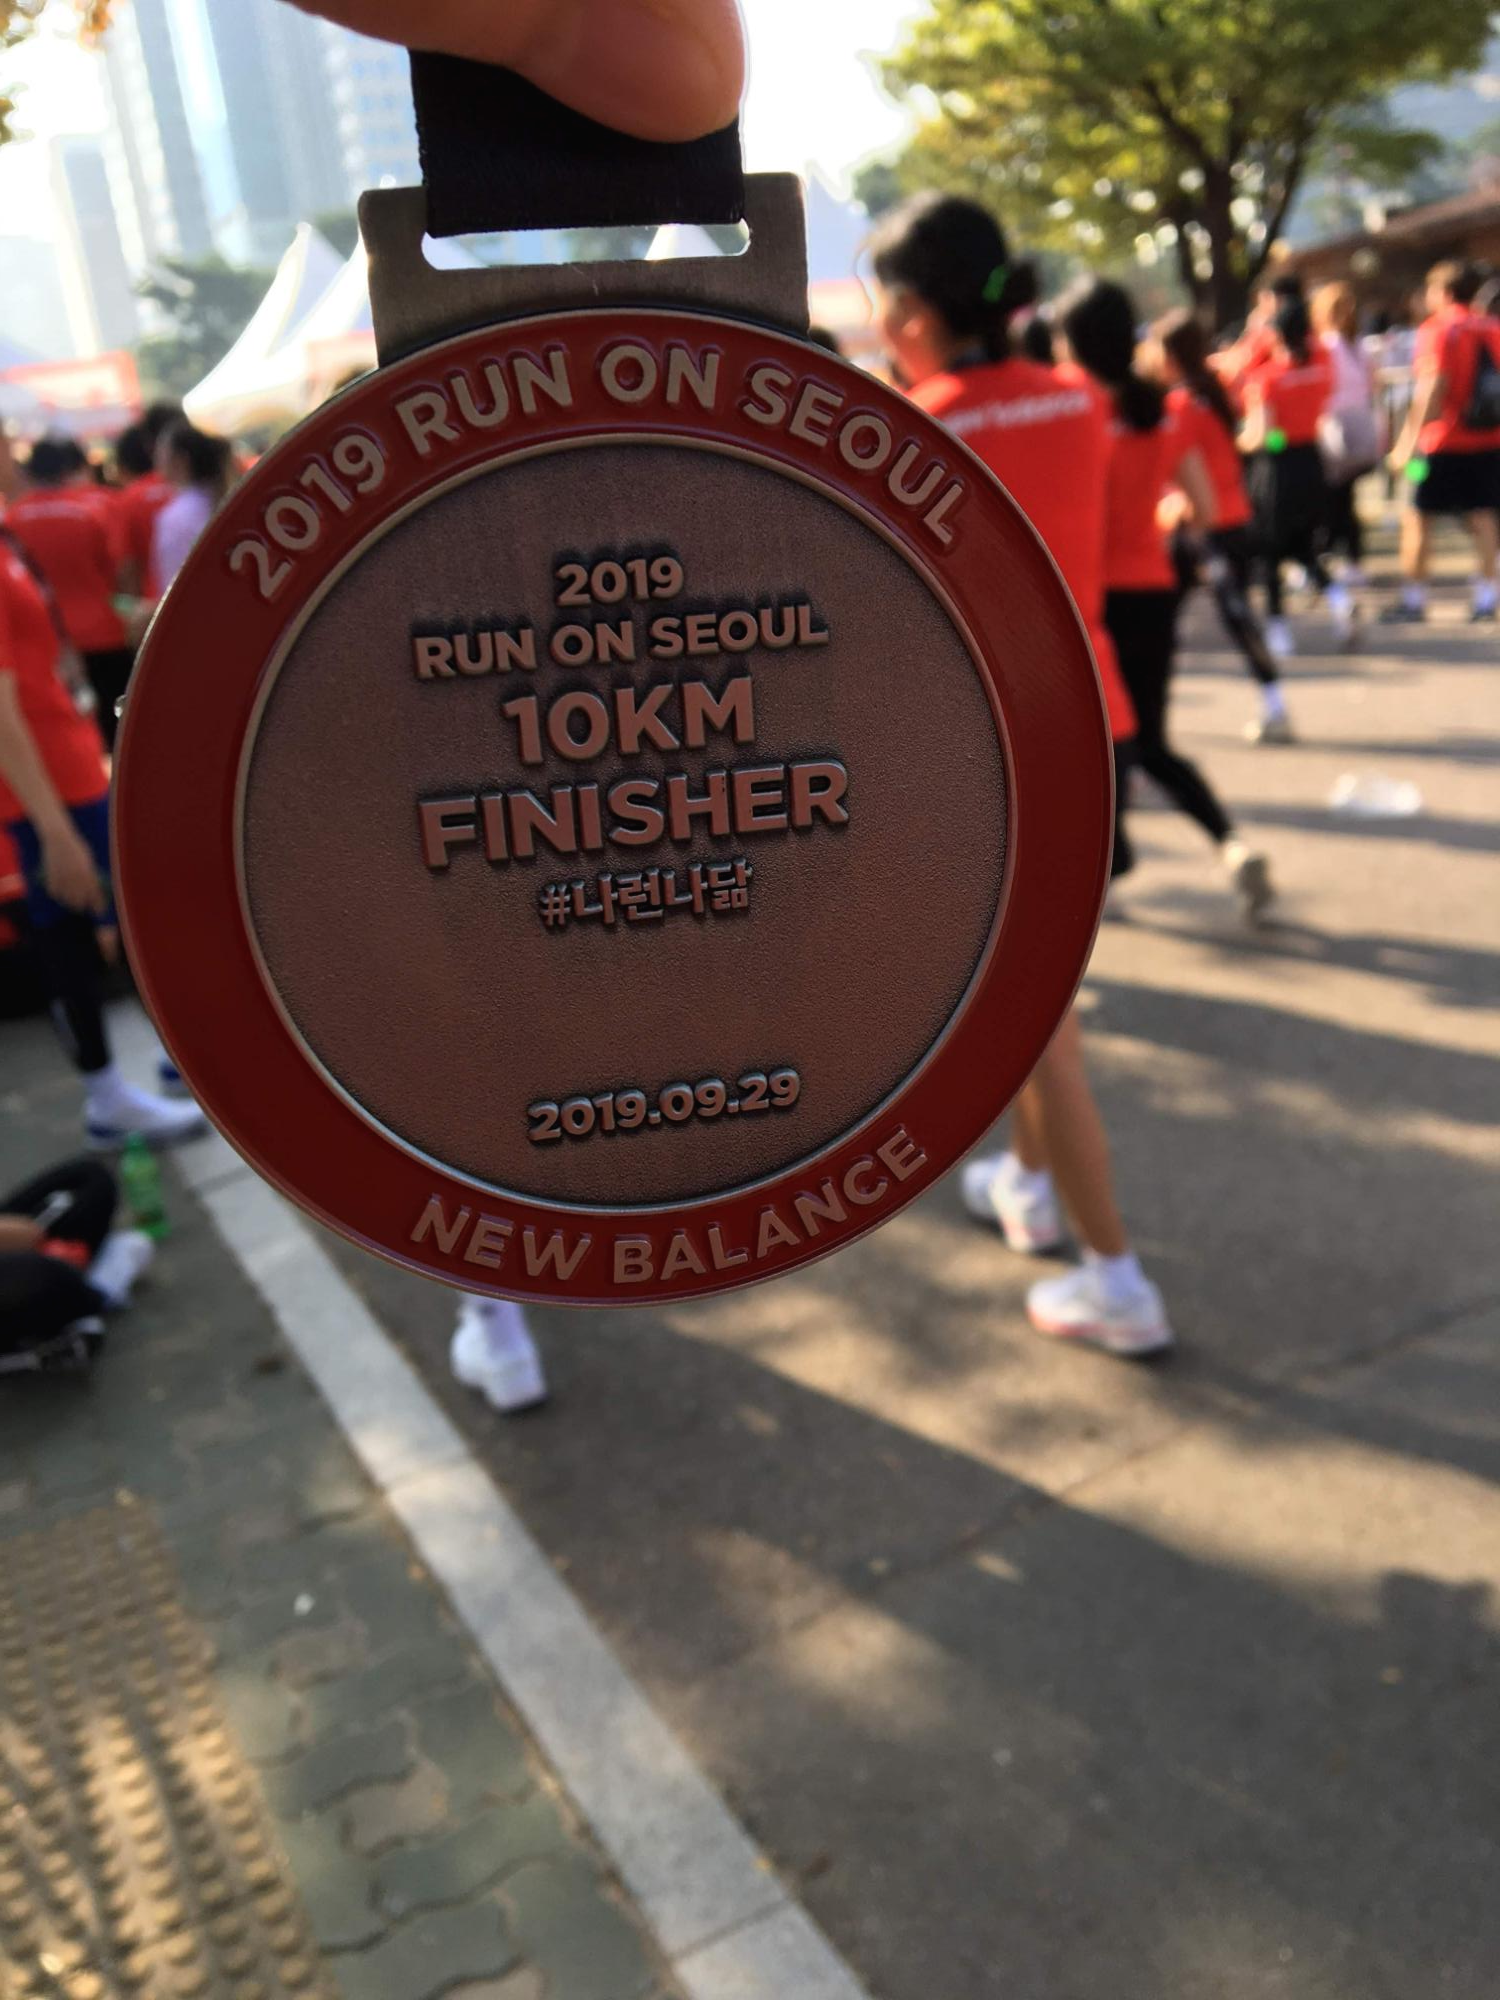 2019 RUN ON SEOUL
2019
RUN ON SEOUL
10KM
FINISHER
#나런나닮
2019.09.29
NEW BALANCE